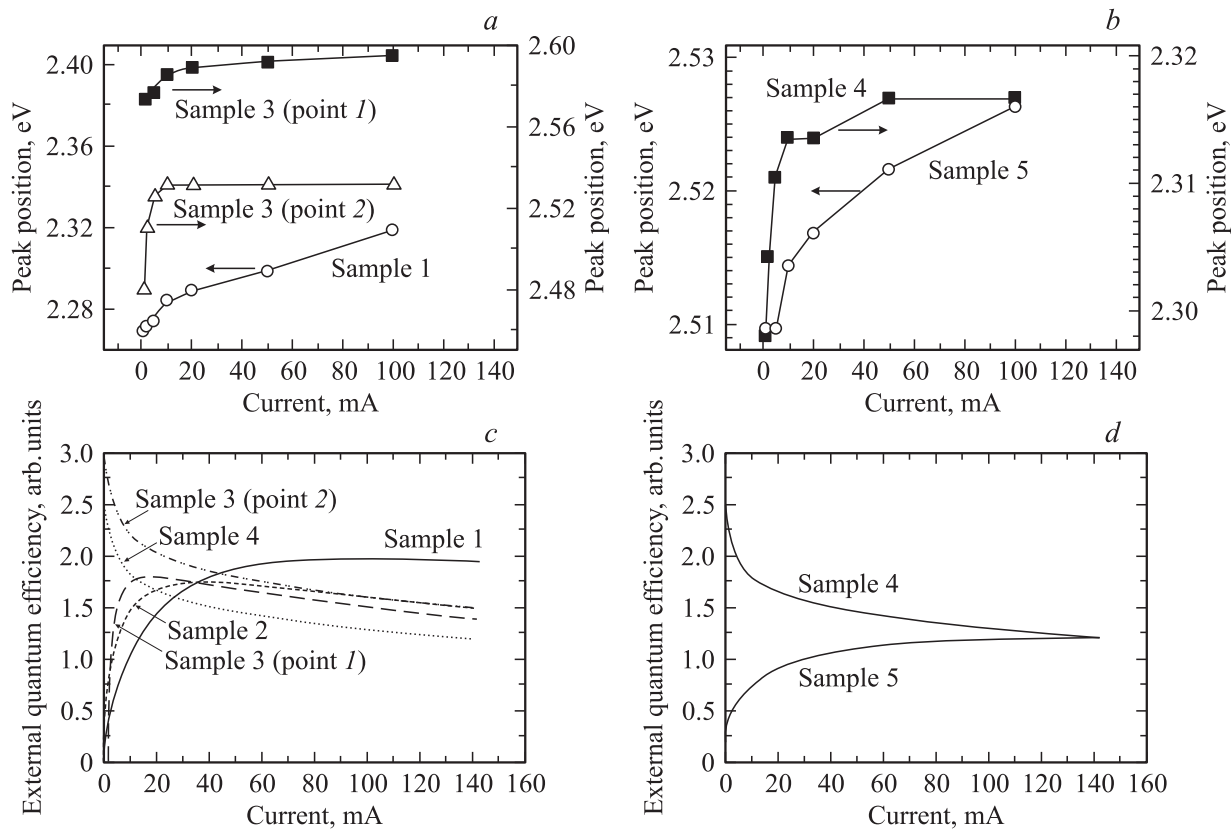 a
2.40
2.36
2.32
2.28
Peak position, eV
2.60
2.56
2.52
2.48
Peak position, eV
Sample 3 (point 1)
Sample 3 (point 2)
Sample 1
0 20 40 60 80 100 120 140
Current, mA
b
2.53
2.52
2.51
Peak position, eV
2.32
2.31
2.30
Peak position, eV
Sample 4
Sample 5
0 20 40 60 80 100 120 140
Current, mA
c
3.0
2.5
2.0
1.5
1.0
0.5
0
External quantum efficiency, arb. units
Sample 3 (point 2)
Sample 4
Sample 1
Sample 2
Sample 3 (point 1)
0 20 40 60 80 100 120 140 160
Current, mA
d
3.0
2.5
2.0
1.5
1.0
0.5
0
External quantum efficiency, arb. units
Sample 4
Sample 5
0 20 40 60 80 100 120 140 160
Current, mA